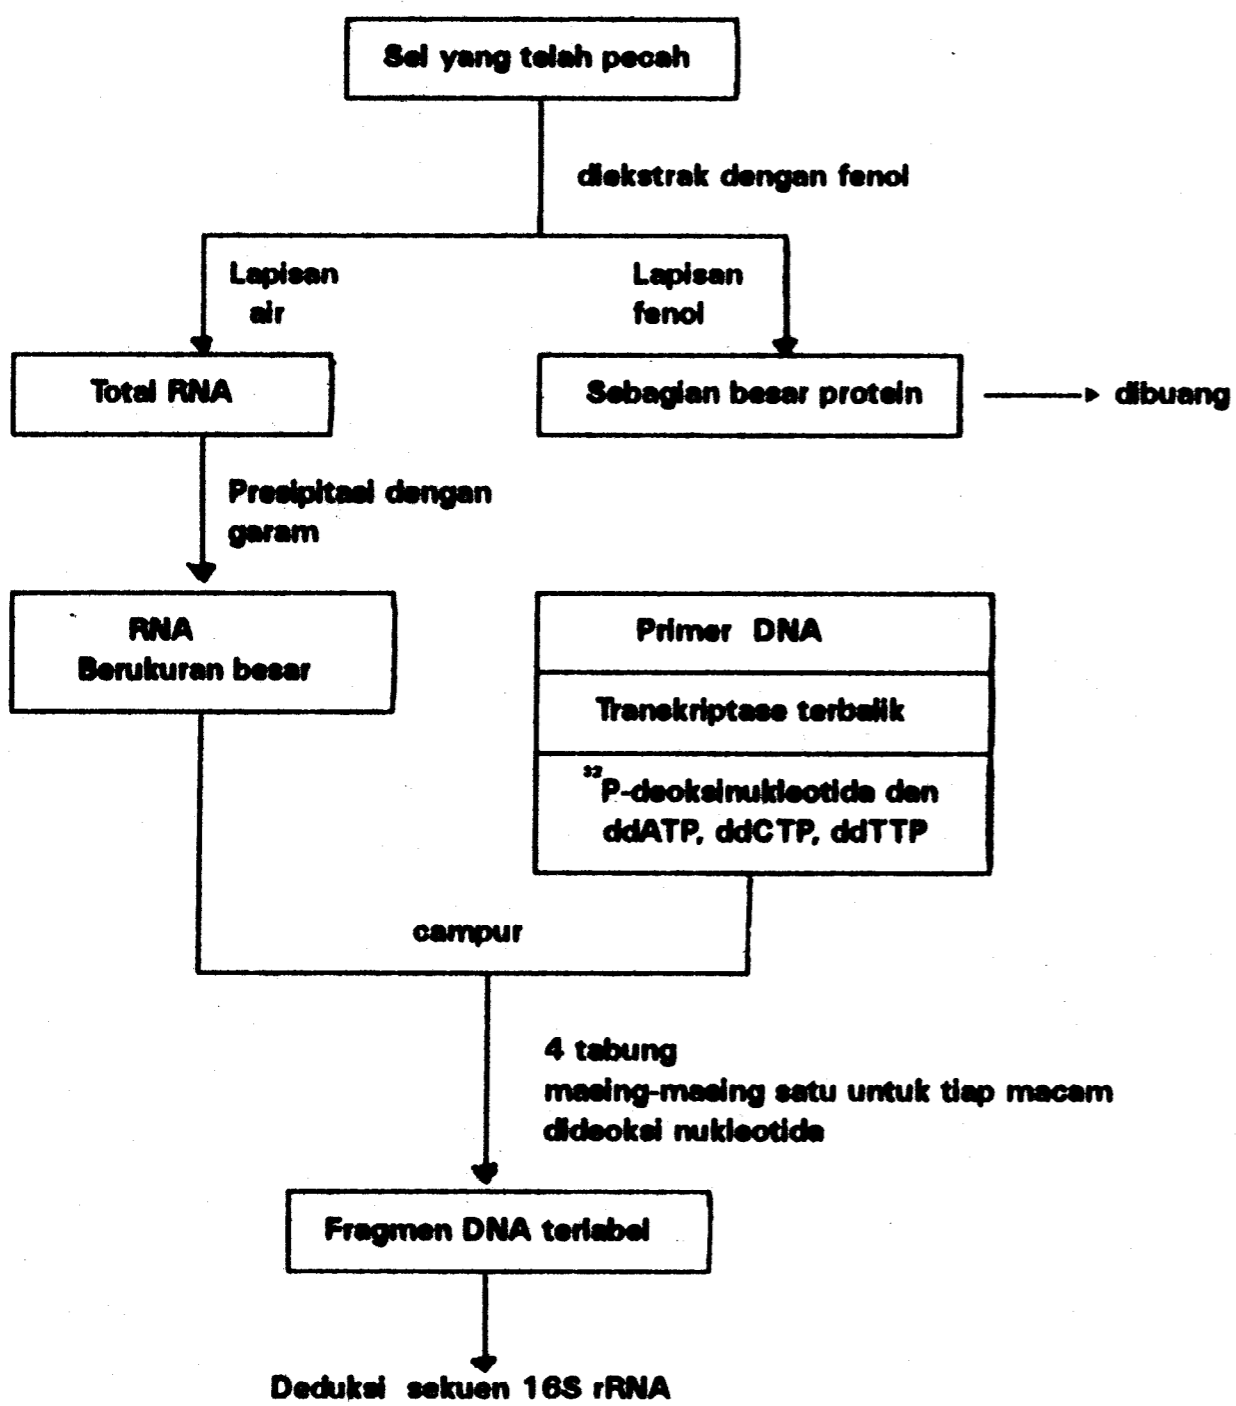 Sel yang telah pecah
diekstrak dengan fenol
Lapisan
air
Lapisan
fenol
Total RNA
Sebagian besar protein
dibuang
Presipitasi dengan
garam
RNA
Berukuran besar
Primer DNA
Transkriptase terbalik
³²P-deoksinukleotida dan
ddATP, ddCTP, ddTTP
campur
4 tabung
masing-masing satu untuk tiap macam
dideoksi nukleotida
Fragmen DNA terlabel
Deduksi sekuen 16S rRNA